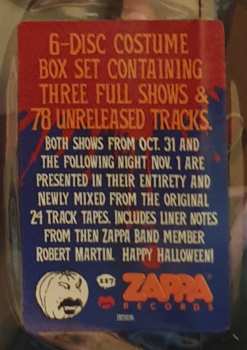 6-DISC COSTUME
BOX SET CONTAINING
THREE FULL SHOWS &
78 UNRELEASED TRACKS.
BOTH SHOWS FROM OCT. 31 AND
THE FOLLOWING NIGHT NOV. 1 ARE
PRESENTED IN THEIR ENTIRETY AND
NEWLY MIXED FROM THE ORIGINAL
24 TRACK TAPES. INCLUDES LINER NOTES
FROM THEN ZAPPA BAND MEMBER
ROBERT MARTIN. HAPPY HALLOWEEN!
ZAPPA
RECORDS